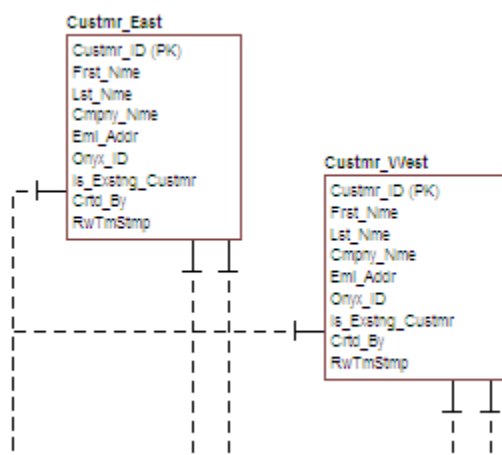 Custmr_East
Custmr_ID (PK)
Frst_Nme
Lst_Nme
Cmpny_Nme
Eml_Addr
Onyx_ID
Is_Exstng_Custmr
Crtd_By
RwTmStmp
Custmr_West
Custmr_ID (PK)
Frst_Nme
Lst_Nme
Cmpny_Nme
Eml_Addr
Onyx_ID
Is_Exstng_Custmr
Crtd_By
RwTmStmp